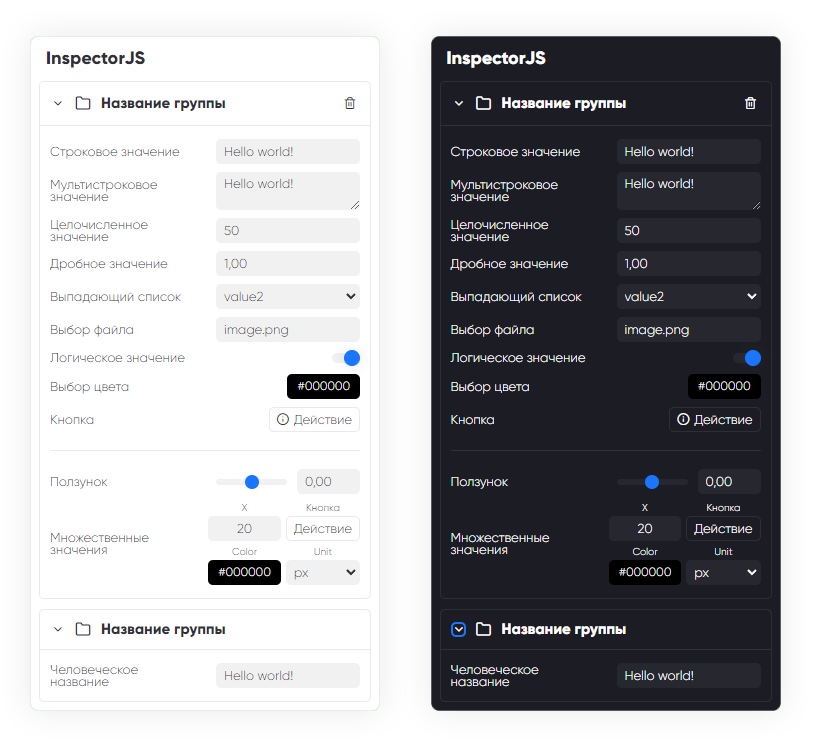 InspectorJS
Название группы
Строковое значение
Hello world!
Мультистроковое
значение
Hello world!
Целочисленное
значение
50
Дробное значение
1,00
Выпадающий список
value2
Выбор файла
image.png
Логическое значение
Выбор цвета
#000000
Кнопка
Действие
Ползунок
0,00
X
Кнопка
Множественные
значения
20
Действие
Color
Unit
#000000
px
Название группы
Человеческое
название
Hello world!
InspectorJS
Название группы
Строковое значение
Hello world!
Мультистроковое
значение
Hello world!
Целочисленное
значение
50
Дробное значение
1,00
Выпадающий список
value2
Выбор файла
image.png
Логическое значение
Выбор цвета
#000000
Кнопка
Действие
Ползунок
0,00
X
Кнопка
Множественные
значения
20
Действие
Color
Unit
#000000
px
Название группы
Человеческое
название
Hello world!